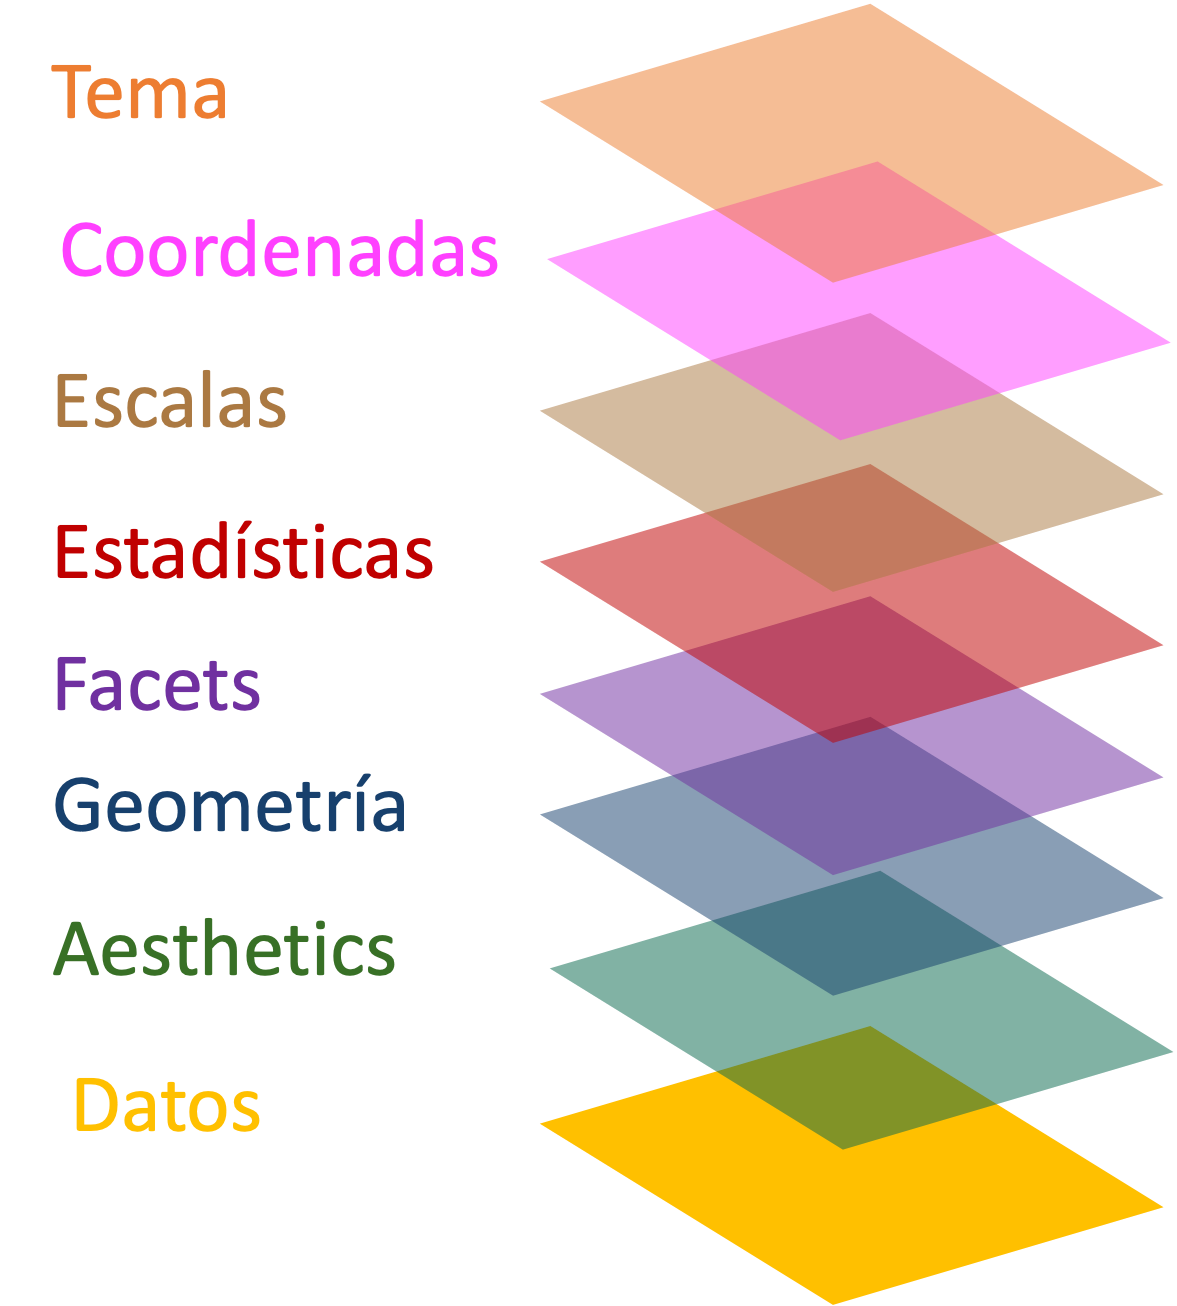 Tema
Coordenadas
Escalas
Estadísticas
Facets
Geometría
Aesthetics
Datos